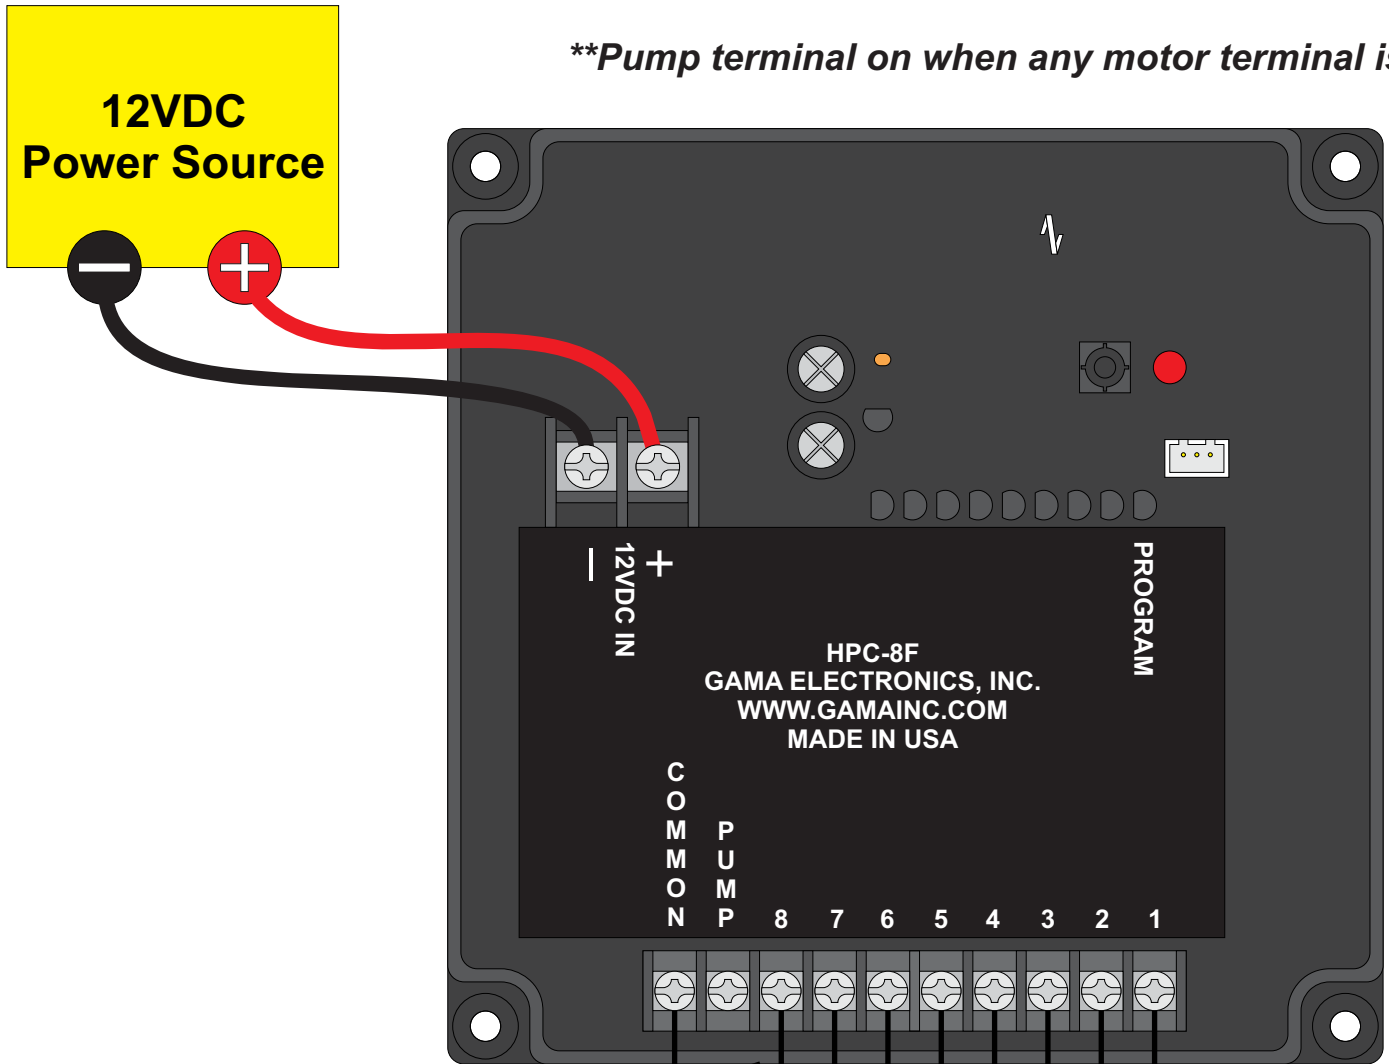 **Pump terminal on when any motor terminal is
12VDC
Power Source
12VDC IN
PROGRAM
HPC-8F
GAMA ELECTRONICS, INC.
WWW.GAMAINC.COM
MADE IN USA
COMMON
PUMP
8 7 6 5 4 3 2 1